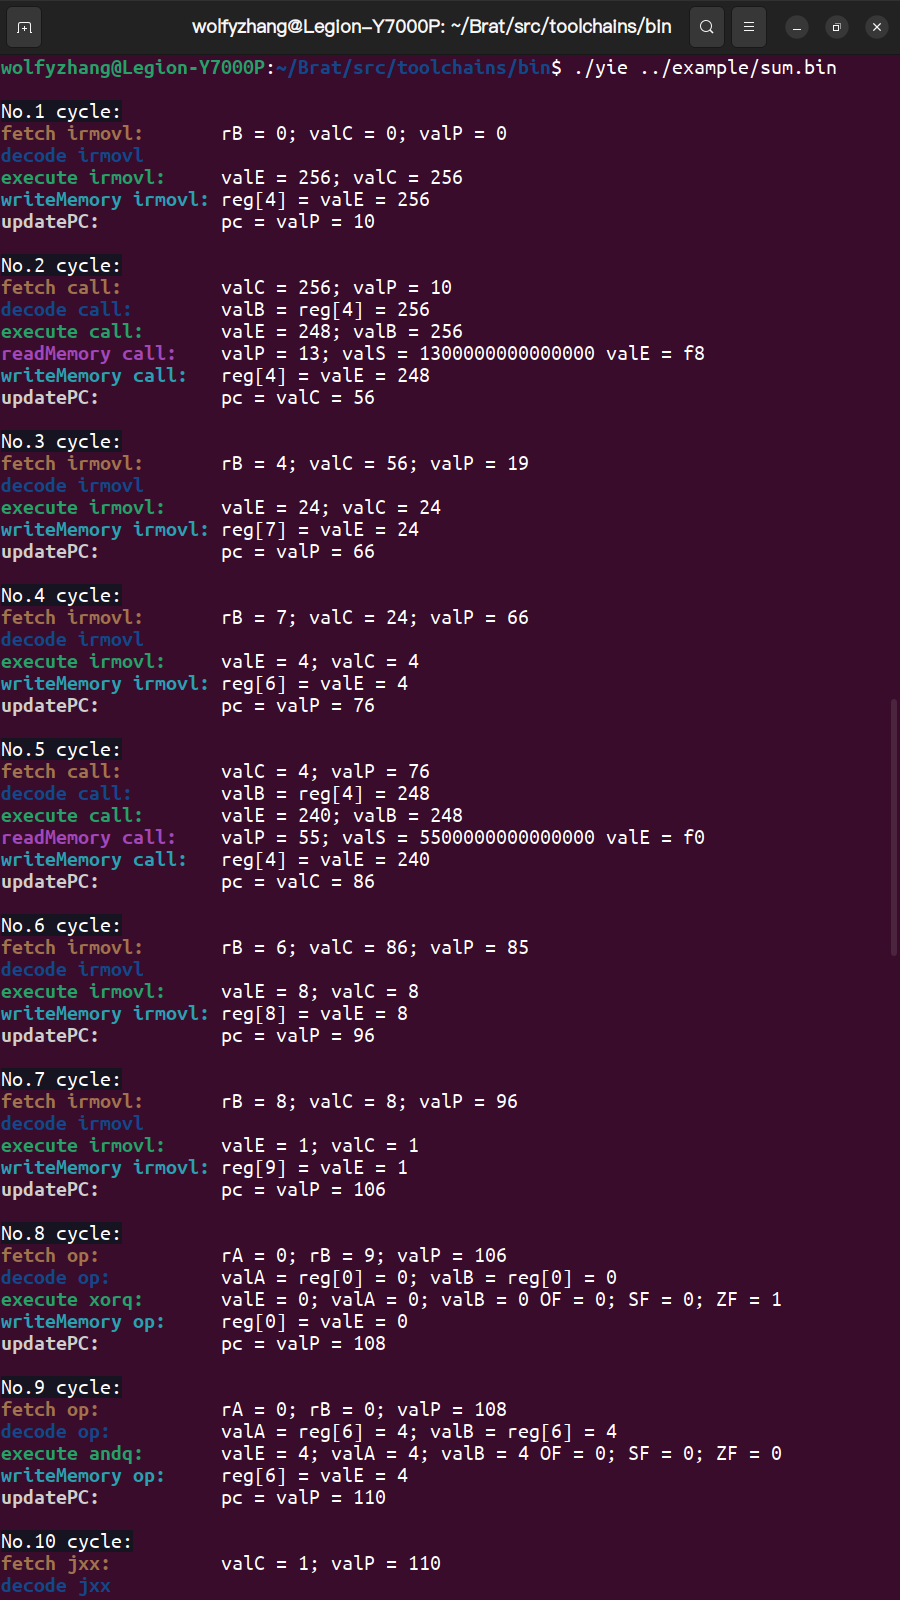 wolfyzhang@Legion-Y7000P: ~/Brat/src/toolchains/bin
wolfyzhang@Legion-Y7000P:~/Brat/src/toolchains/bin$ ./yie ../example/sum.bin
No.1 cycle:
fetch irmovl: rB = 0; valC = 0; valP = 0
decode irmovl
execute irmovl: valE = 256; valC = 256
writeMemory irmovl: reg[4] = valE = 256
updatePC: pc = valP = 10
No.2 cycle:
fetch call: valC = 256; valP = 10
decode call: valB = reg[4] = 256
execute call: valE = 248; valB = 256
readMemory call: valP = 13; valS = 1300000000000000 valE = f8
writeMemory call: reg[4] = valE = 248
updatePC: pc = valC = 56
No.3 cycle:
fetch irmovl: rB = 4; valC = 56; valP = 19
decode irmovl
execute irmovl: valE = 24; valC = 24
writeMemory irmovl: reg[7] = valE = 24
updatePC: pc = valP = 66
No.4 cycle:
fetch irmovl: rB = 7; valC = 24; valP = 66
decode irmovl
execute irmovl: valE = 4; valC = 4
writeMemory irmovl: reg[6] = valE = 4
updatePC: pc = valP = 76
No.5 cycle:
fetch call: valC = 4; valP = 76
decode call: valB = reg[4] = 248
execute call: valE = 240; valB = 248
readMemory call: valP = 55; valS = 5500000000000000 valE = f0
writeMemory call: reg[4] = valE = 240
updatePC: pc = valC = 86
No.6 cycle:
fetch irmovl: rB = 6; valC = 86; valP = 85
decode irmovl
execute irmovl: valE = 8; valC = 8
writeMemory irmovl: reg[8] = valE = 8
updatePC: pc = valP = 96
No.7 cycle:
fetch irmovl: rB = 8; valC = 8; valP = 96
decode irmovl
execute irmovl: valE = 1; valC = 1
writeMemory irmovl: reg[9] = valE = 1
updatePC: pc = valP = 106
No.8 cycle:
fetch op: rA = 0; rB = 9; valP = 106
decode op: valA = reg[0] = 0; valB = reg[0] = 0
execute xorq: valE = 0; valA = 0; valB = 0 OF = 0; SF = 0; ZF = 1
writeMemory op: reg[0] = valE = 0
updatePC: pc = valP = 108
No.9 cycle:
fetch op: rA = 0; rB = 0; valP = 108
decode op: valA = reg[6] = 4; valB = reg[6] = 4
execute andq: valE = 4; valA = 4; valB = 4 OF = 0; SF = 0; ZF = 0
writeMemory op: reg[6] = valE = 4
updatePC: pc = valP = 110
No.10 cycle:
fetch jxx: valC = 1; valP = 110
decode jxx